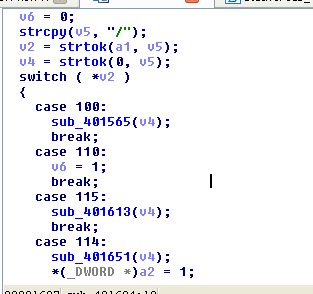 v6 = 0;
strcpy(v5, "/");
v2 = strtok(a1, v5);
v4 = strtok(0, v5);
switch ( *v2 )
{
case 100:
sub_401565(v4);
break;
case 110:
v6 = 1;
break;
case 115:
sub_401613(v4);
break;
case 114:
sub_401651(v4);
*(_DWORD *)a2 = 1;